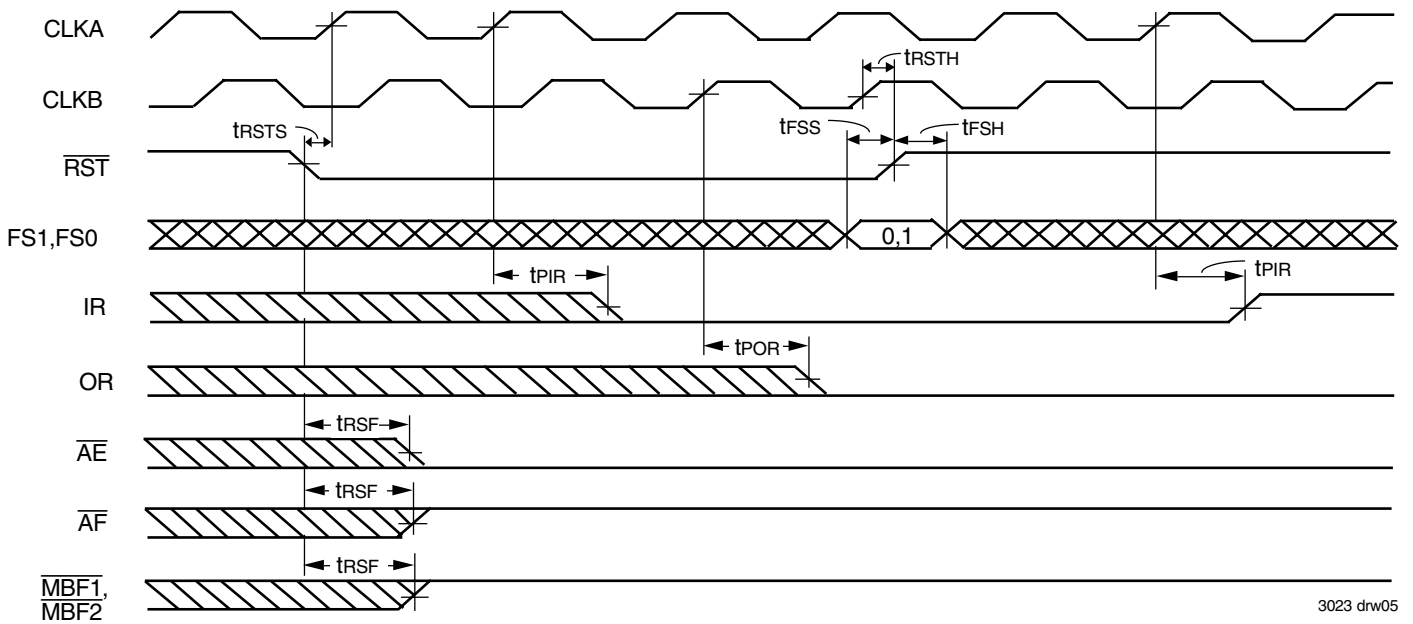 CLKA
tRSTH
CLKB
tRSTS
tFSS
tFSH
RST
FS1,FS0
0,1
tPIR
tPIR
IR
tPOR
OR
tRSF
AE
tRSF
AF
tRSF
MBF1,
MBF2
3023 drw05